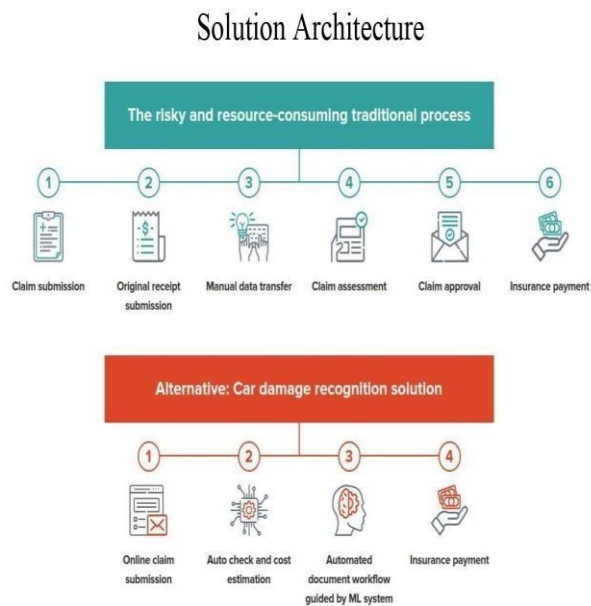 Solution Architecture
The risky and resource-consuming traditional process
1 2 3 4 5 6
-$-
Claim submission Original receipt Manual data transfer Claim assessment Claim approval Insurance payment
submission
Alternative: Car damage recognition solution
1 2 3 4
Online claim Auto check and cost Automated Insurance payment
submission estimation document workflow
guided by ML system